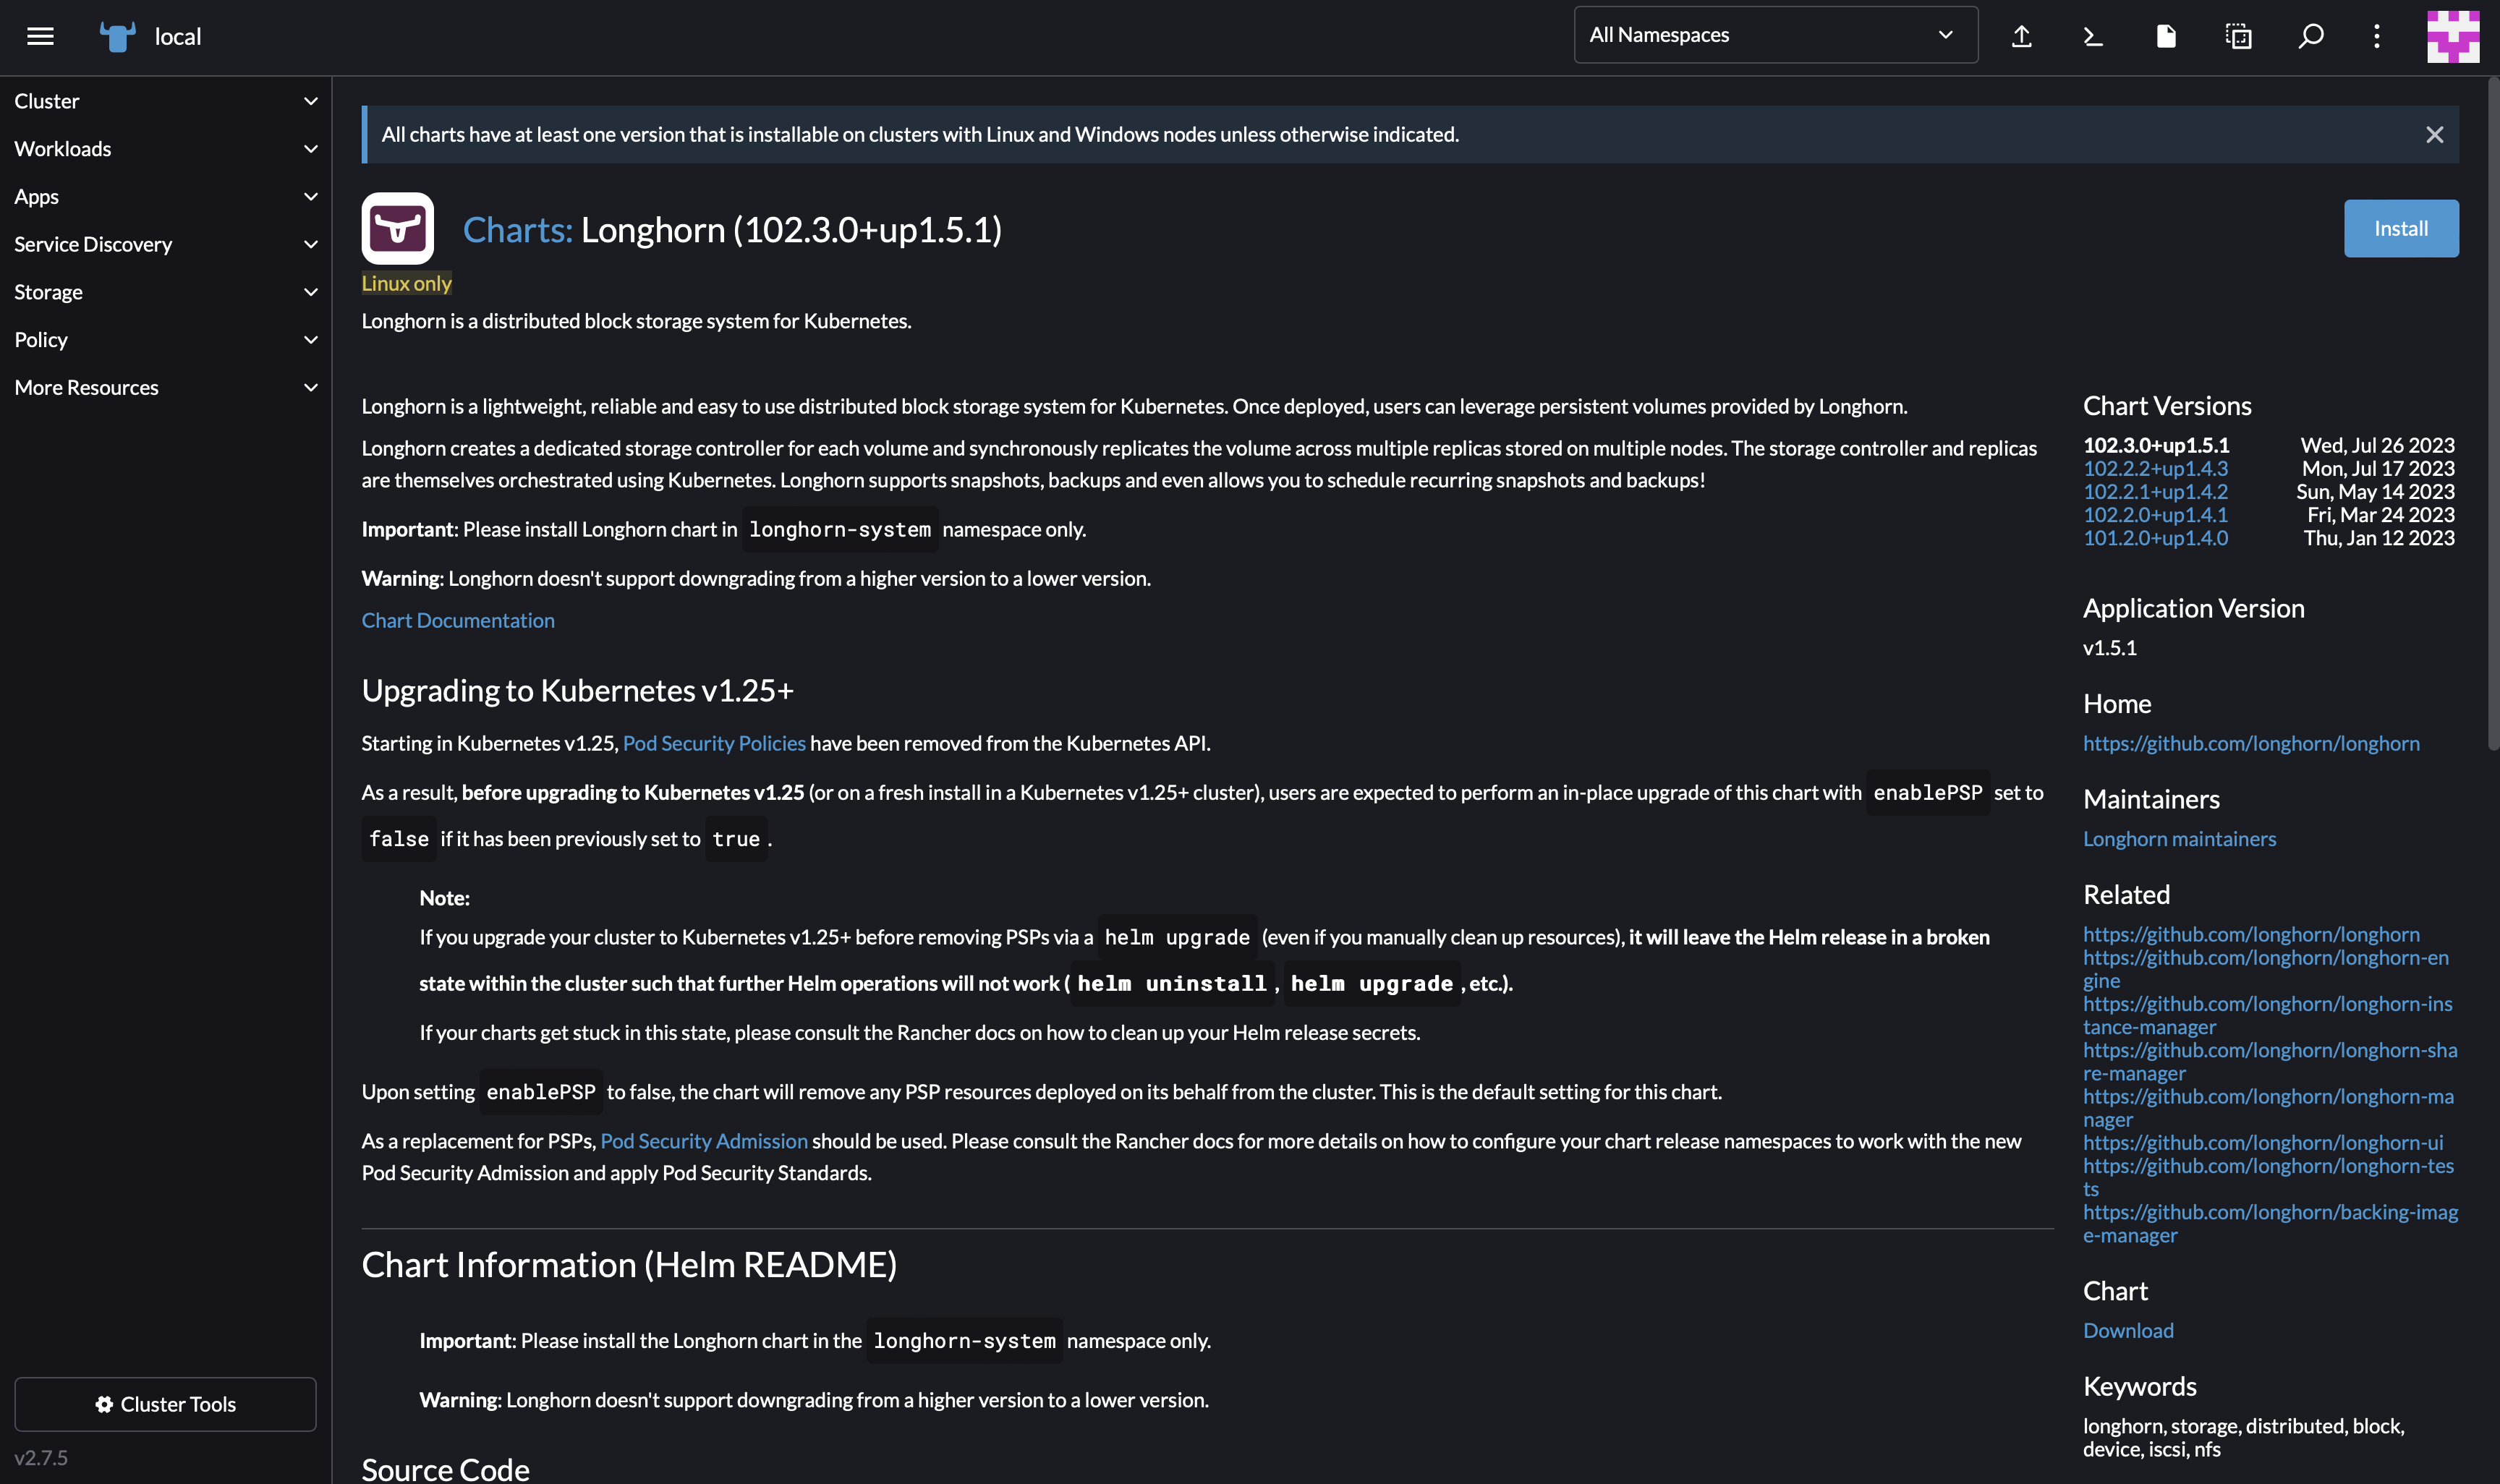 local
All Namespaces
Cluster
Workloads
Apps
Service Discovery
Storage
Policy
More Resources
Cluster Tools
v2.7.5
All charts have at least one version that is installable on clusters with Linux and Windows nodes unless otherwise indicated.
Charts: Longhorn (102.3.0+up1.5.1)
Install
Linux only
Longhorn is a distributed block storage system for Kubernetes.
Longhorn is a lightweight, reliable and easy to use distributed block storage system for Kubernetes. Once deployed, users can leverage persistent volumes provided by Longhorn.
Longhorn creates a dedicated storage controller for each volume and synchronously replicates the volume across multiple replicas stored on multiple nodes. The storage controller and replicas
are themselves orchestrated using Kubernetes. Longhorn supports snapshots, backups and even allows you to schedule recurring snapshots and backups!
Important: Please install Longhorn chart in longhorn-system namespace only.
Warning: Longhorn doesn't support downgrading from a higher version to a lower version.
Chart Documentation
Upgrading to Kubernetes v1.25+
Starting in Kubernetes v1.25, Pod Security Policies have been removed from the Kubernetes API.
As a result, before upgrading to Kubernetes v1.25 (or on a fresh install in a Kubernetes v1.25+ cluster), users are expected to perform an in-place upgrade of this chart with enablePSP set to
false if it has been previously set to true .
Note:
If you upgrade your cluster to Kubernetes v1.25+ before removing PSPs via a helm upgrade (even if you manually clean up resources), it will leave the Helm release in a broken
state within the cluster such that further Helm operations will not work ( helm uninstall , helm upgrade , etc.).
If your charts get stuck in this state, please consult the Rancher docs on how to clean up your Helm release secrets.
Upon setting enablePSP to false, the chart will remove any PSP resources deployed on its behalf from the cluster. This is the default setting for this chart.
As a replacement for PSPs, Pod Security Admission should be used. Please consult the Rancher docs for more details on how to configure your chart release namespaces to work with the new
Pod Security Admission and apply Pod Security Standards.
Chart Information (Helm README)
Important: Please install the Longhorn chart in the longhorn-system namespace only.
Warning: Longhorn doesn't support downgrading from a higher version to a lower version.
Source Code
Chart Versions
102.3.0+up1.5.1 Wed, Jul 26 2023
102.2.2+up1.4.3 Mon, Jul 17 2023
102.2.1+up1.4.2 Sun, May 14 2023
102.2.0+up1.4.1 Fri, Mar 24 2023
101.2.0+up1.4.0 Thu, Jan 12 2023
Application Version
v1.5.1
Home
https://github.com/longhorn/longhorn
Maintainers
Longhorn maintainers
Related
https://github.com/longhorn/longhorn
https://github.com/longhorn/longhorn-en
gine
https://github.com/longhorn/longhorn-ins
tance-manager
https://github.com/longhorn/longhorn-sha
re-manager
https://github.com/longhorn/longhorn-ma
nager
https://github.com/longhorn/longhorn-ui
https://github.com/longhorn/longhorn-tes
ts
https://github.com/longhorn/backing-imag
e-manager
Chart
Download
Keywords
longhorn, storage, distributed, block,
device, iscsi, nfs